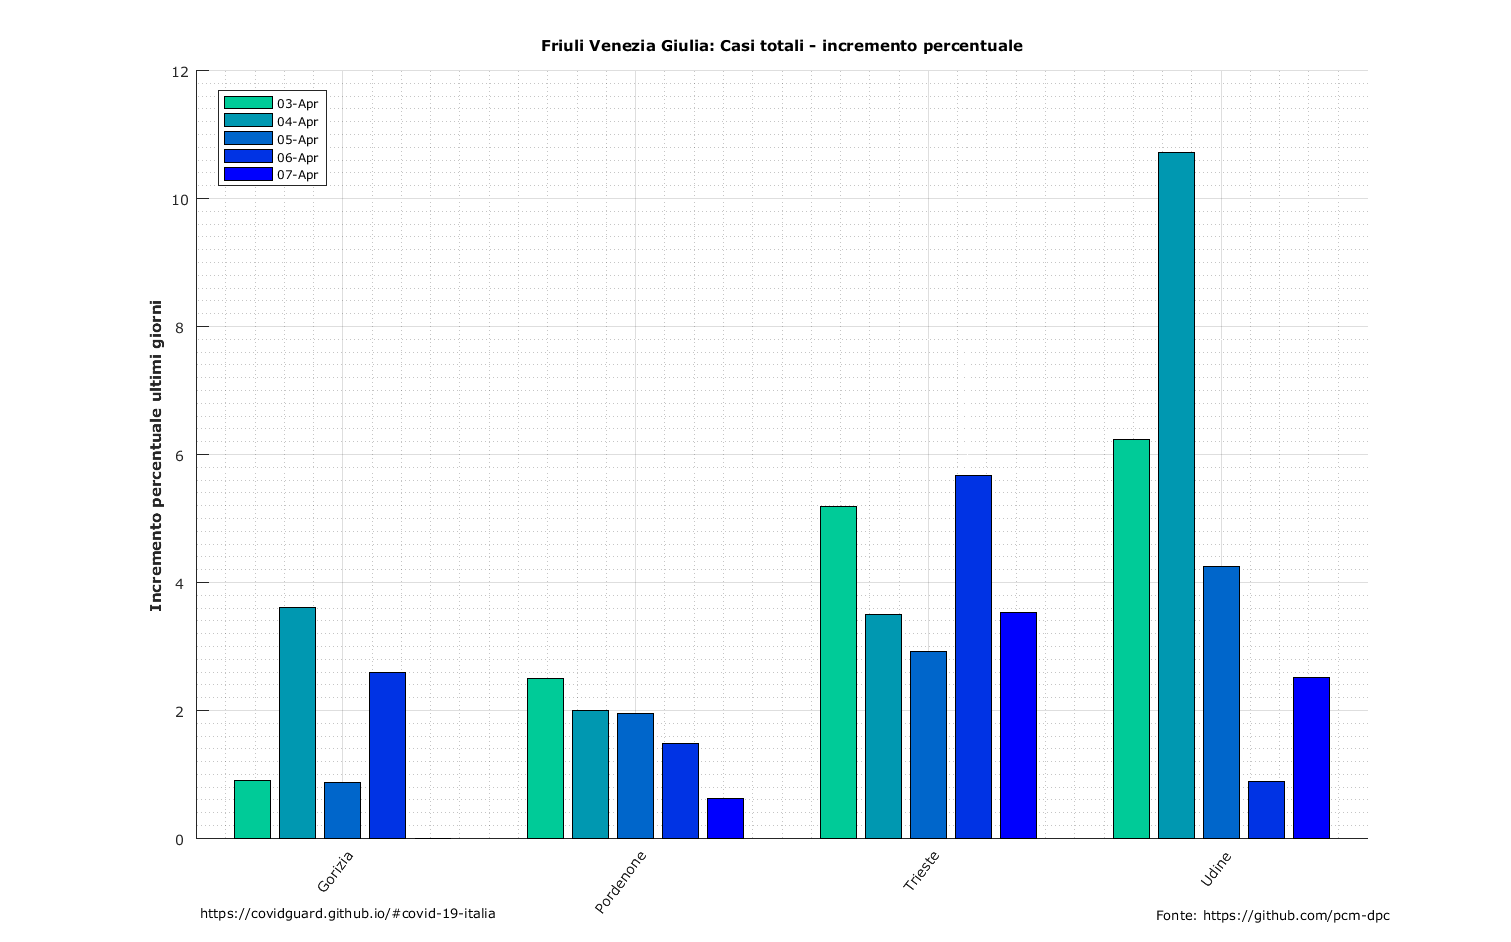 Friuli Venezia Giulia: Casi totali - incremento percentuale
12
10
8
6
4
2
0
Incremento percentuale ultimi giorni
03-Apr
04-Apr
05-Apr
06-Apr
07-Apr
Gorizia
Pordenone
Trieste
Udine
https://covidguard.github.io/#covid-19-italia
Fonte: https://github.com/pcm-dpc